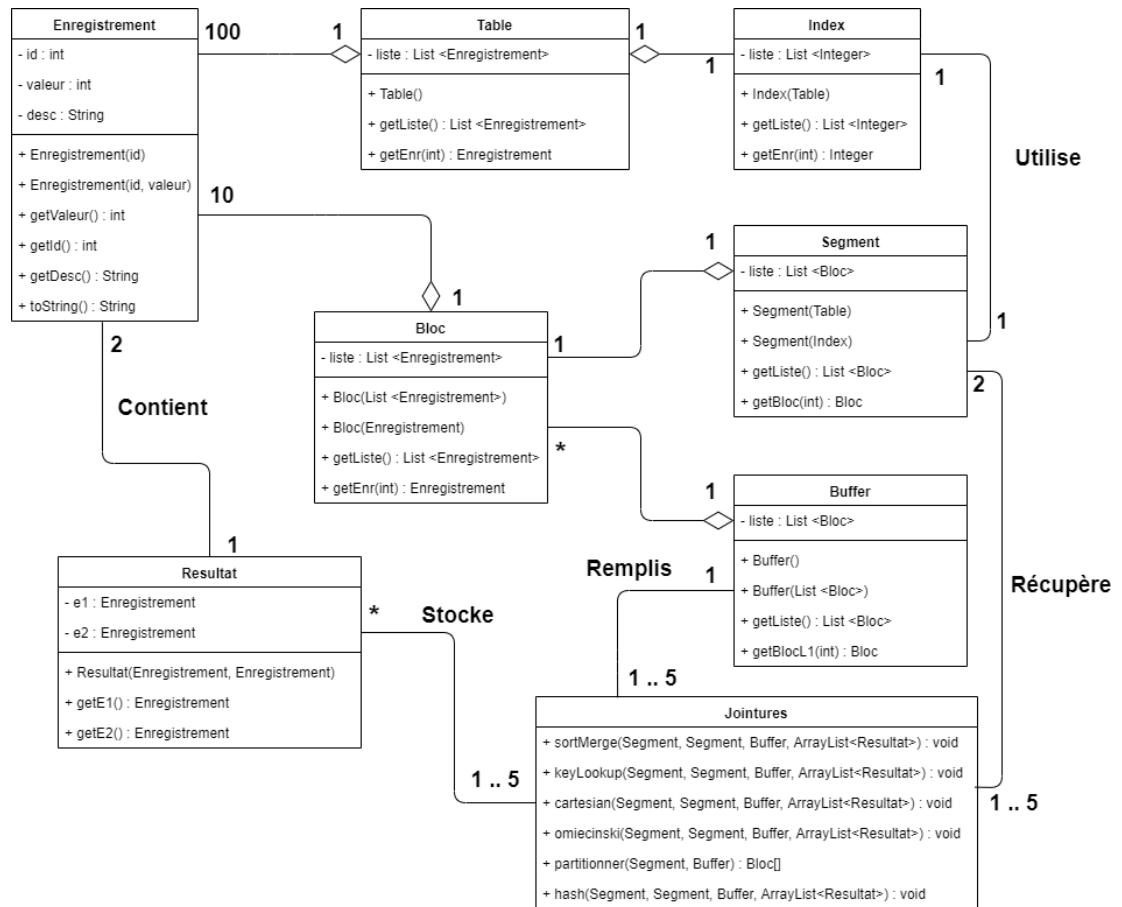 Enregistrement
- id : int
- valeur : int
- desc : String
+ Enregistrement(id)
+ Enregistrement(id, valeur)
+ getValeur() : int
+ getId() : int
+ getDesc() : String
+ toString() : String
100
1
Table
- liste : List <Enregistrement>
+ Table()
+ getListe() : List <Enregistrement>
+ getEnr(int) : Enregistrement
1
1
Index
- liste : List <Integer>
+ Index(Table)
+ getListe() : List <Integer>
+ getEnr(int) : Integer
1
Utilise
1
10
1
Bloc
- liste : List <Enregistrement>
+ Bloc(List <Enregistrement>)
+ Bloc(Enregistrement)
+ getListe() : List <Enregistrement>
+ getEnr(int) : Enregistrement
1
1
Segment
- liste : List <Bloc>
+ Segment(Table)
+ Segment(Index)
+ getListe() : List <Bloc>
+ getBloc(int) : Bloc
2
Récupère
1 .. 5
*
1
Buffer
- liste : List <Bloc>
+ Buffer()
+ Buffer(List <Bloc>)
+ getListe() : List <Bloc>
+ getBlocL1(int) : Bloc
Remplis
1
1 .. 5
2
Contient
1
Resultat
- e1 : Enregistrement
- e2 : Enregistrement
+ Resultat(Enregistrement, Enregistrement)
+ getE1() : Enregistrement
+ getE2() : Enregistrement
*
Stocke
1 .. 5
Jointures
+ sortMerge(Segment, Segment, Buffer, ArrayList<Resultat>) : void
+ keyLookup(Segment, Segment, Buffer, ArrayList<Resultat>) : void
+ cartesian(Segment, Segment, Buffer, ArrayList<Resultat>) : void
+ omiecinski(Segment, Segment, Buffer, ArrayList<Resultat>) : void
+ partitionner(Segment, Buffer) : Bloc[]
+ hash(Segment, Segment, Buffer, ArrayList<Resultat>) : void